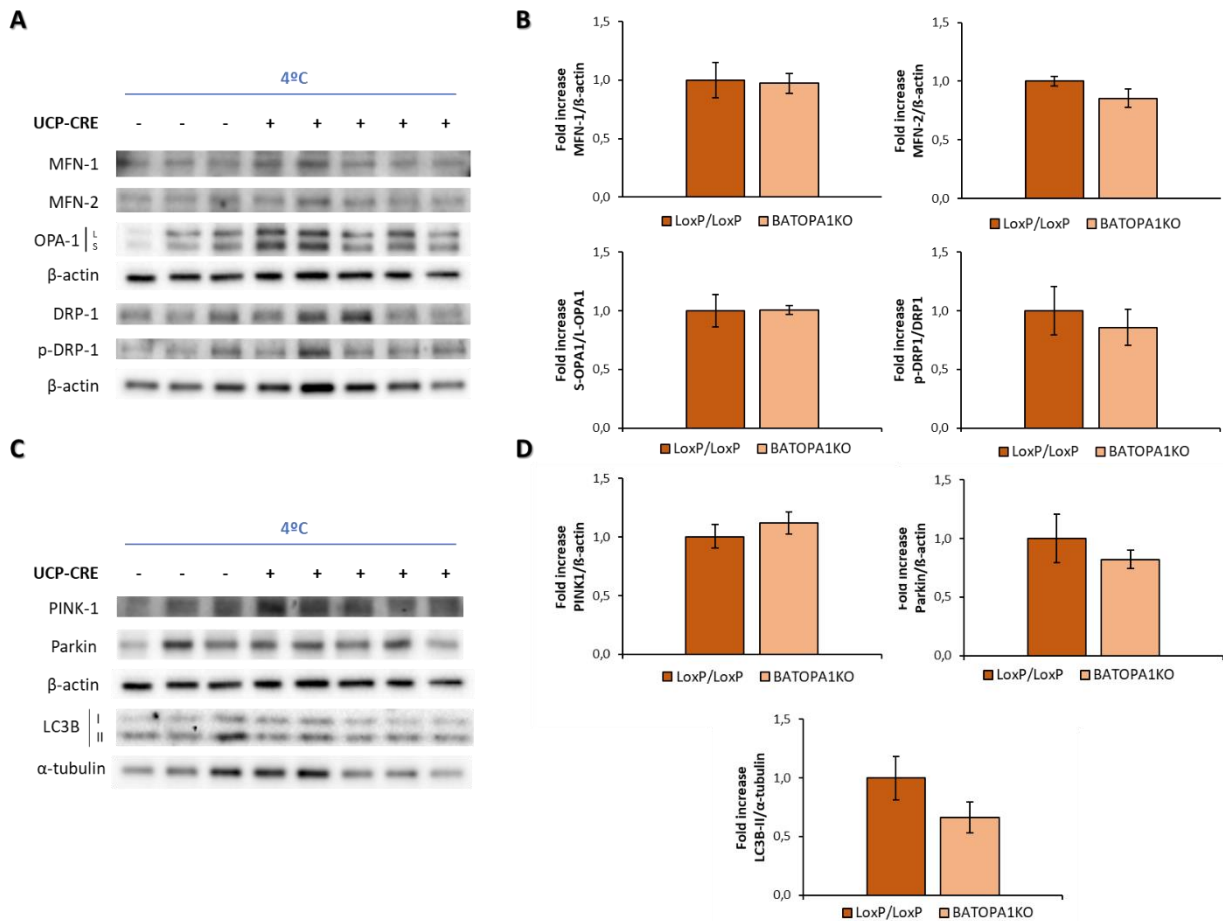 A
4ºC
UCP-CRE - - - + + + + +
MFN-1
MFN-2
OPA-1 L
S
β-actin
DRP-1
p-DRP-1
β-actin
B
1,5
1,0
0,5
0,0
Fold increase
MFN-1/ß-actin
LoxP/LoxP BATOPA1KO
1,5
1,0
0,5
0,0
Fold increase
MFN-2/ß-actin
LoxP/LoxP BATOPA1KO
1,5
1,0
0,5
0,0
Fold increase
S-OPA1/L-OPA1
LoxP/LoxP BATOPA1KO
1,5
1,0
0,5
0,0
Fold increase
p-DRP1/DRP1
LoxP/LoxP BATOPA1KO
C
4ºC
UCP-CRE - - - + + + + +
PINK-1
Parkin
β-actin
LC3B I
II
α-tubulin
D
1,5
1,0
0,5
0,0
Fold increase
PINK1/ß-actin
LoxP/LoxP BATOPA1KO
1,5
1,0
0,5
0,0
Fold increase
Parkin/ß-actin
LoxP/LoxP BATOPA1KO
1,5
1,0
0,5
0,0
Fold increase
LC3B-II/α-tubulin
LoxP/LoxP BATOPA1KO